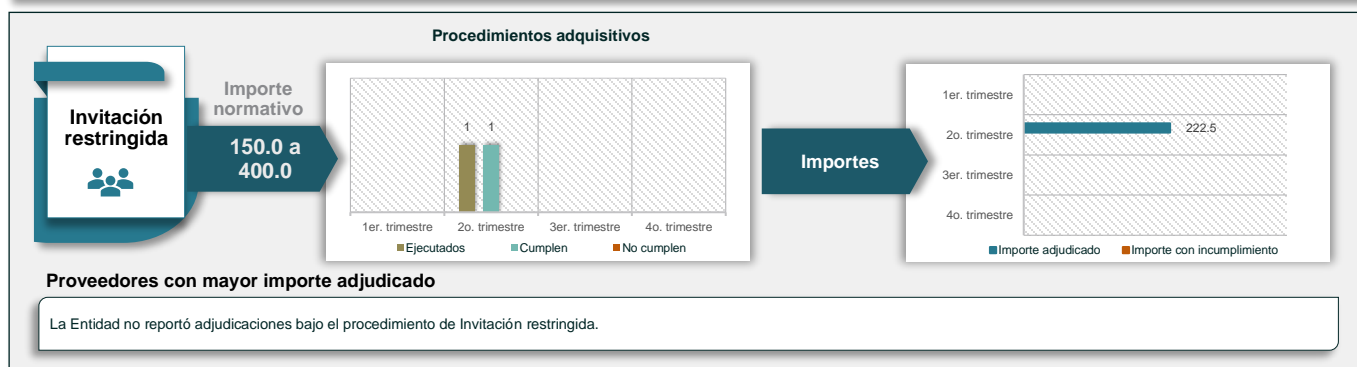 Procedimientos adquisitivos
Invitación
restringida
Importe
normativo
150.0 a
400.0
1 1
1er. trimestre 2o. trimestre 3er. trimestre 4o. trimestre
Ejecutados Cumplen No cumplen
Importes
1er. trimestre
2o. trimestre 222.5
3er. trimestre
4o. trimestre
Importe adjudicado Importe con incumplimiento
Proveedores con mayor importe adjudicado
La Entidad no reportó adjudicaciones bajo el procedimiento de Invitación restringida.